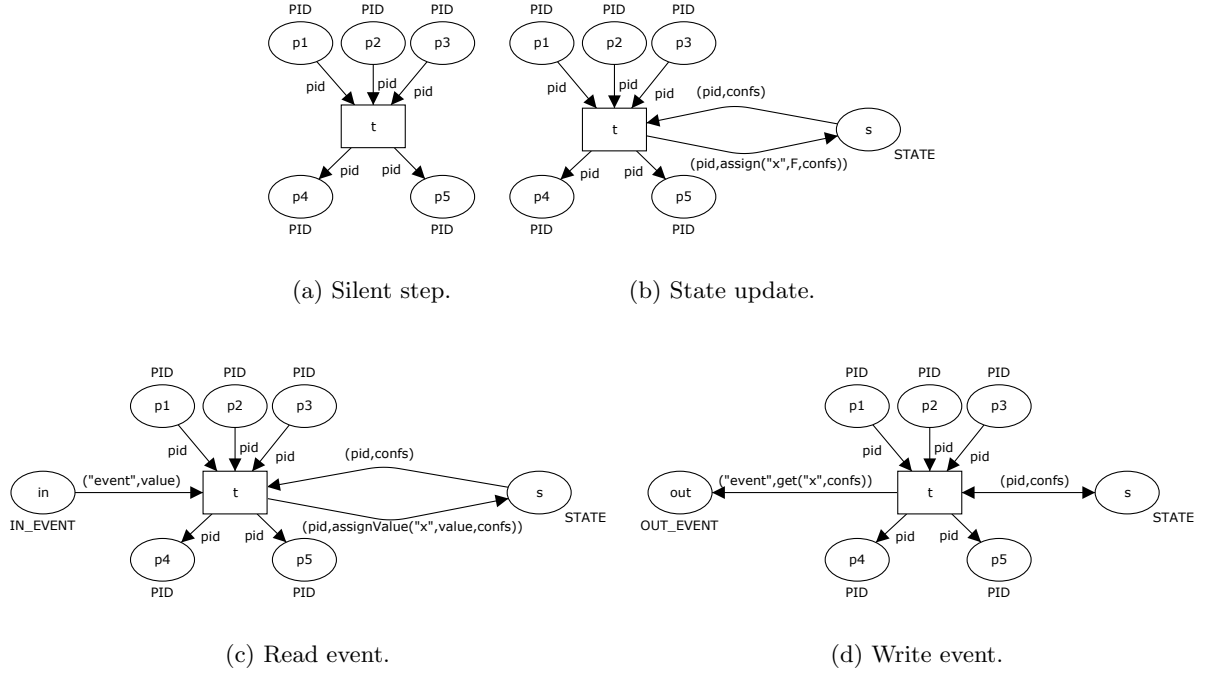 PID PID PID PID PID PID
p1 p2 p3 p1 p2 p3
pid pid pid pid pid pid
(pid,confs)
t t s
STATE
(pid,assign("x",F,confs))
pid pid pid pid
p4 p5 p4 p5
PID PID PID PID
(a) Silent step. (b) State update.
PID PID PID PID PID PID
p1 p2 p3 p1 p2 p3
pid pid pid pid pid pid
(pid,confs)
("event",value) ("event",get("x",confs)) (pid,confs)
in t s out t s
IN_EVENT STATE OUT_EVENT STATE
(pid,assignValue("x",value,confs))
pid pid pid pid
p4 p5 p4 p5
PID PID PID PID
(c) Read event. (d) Write event.